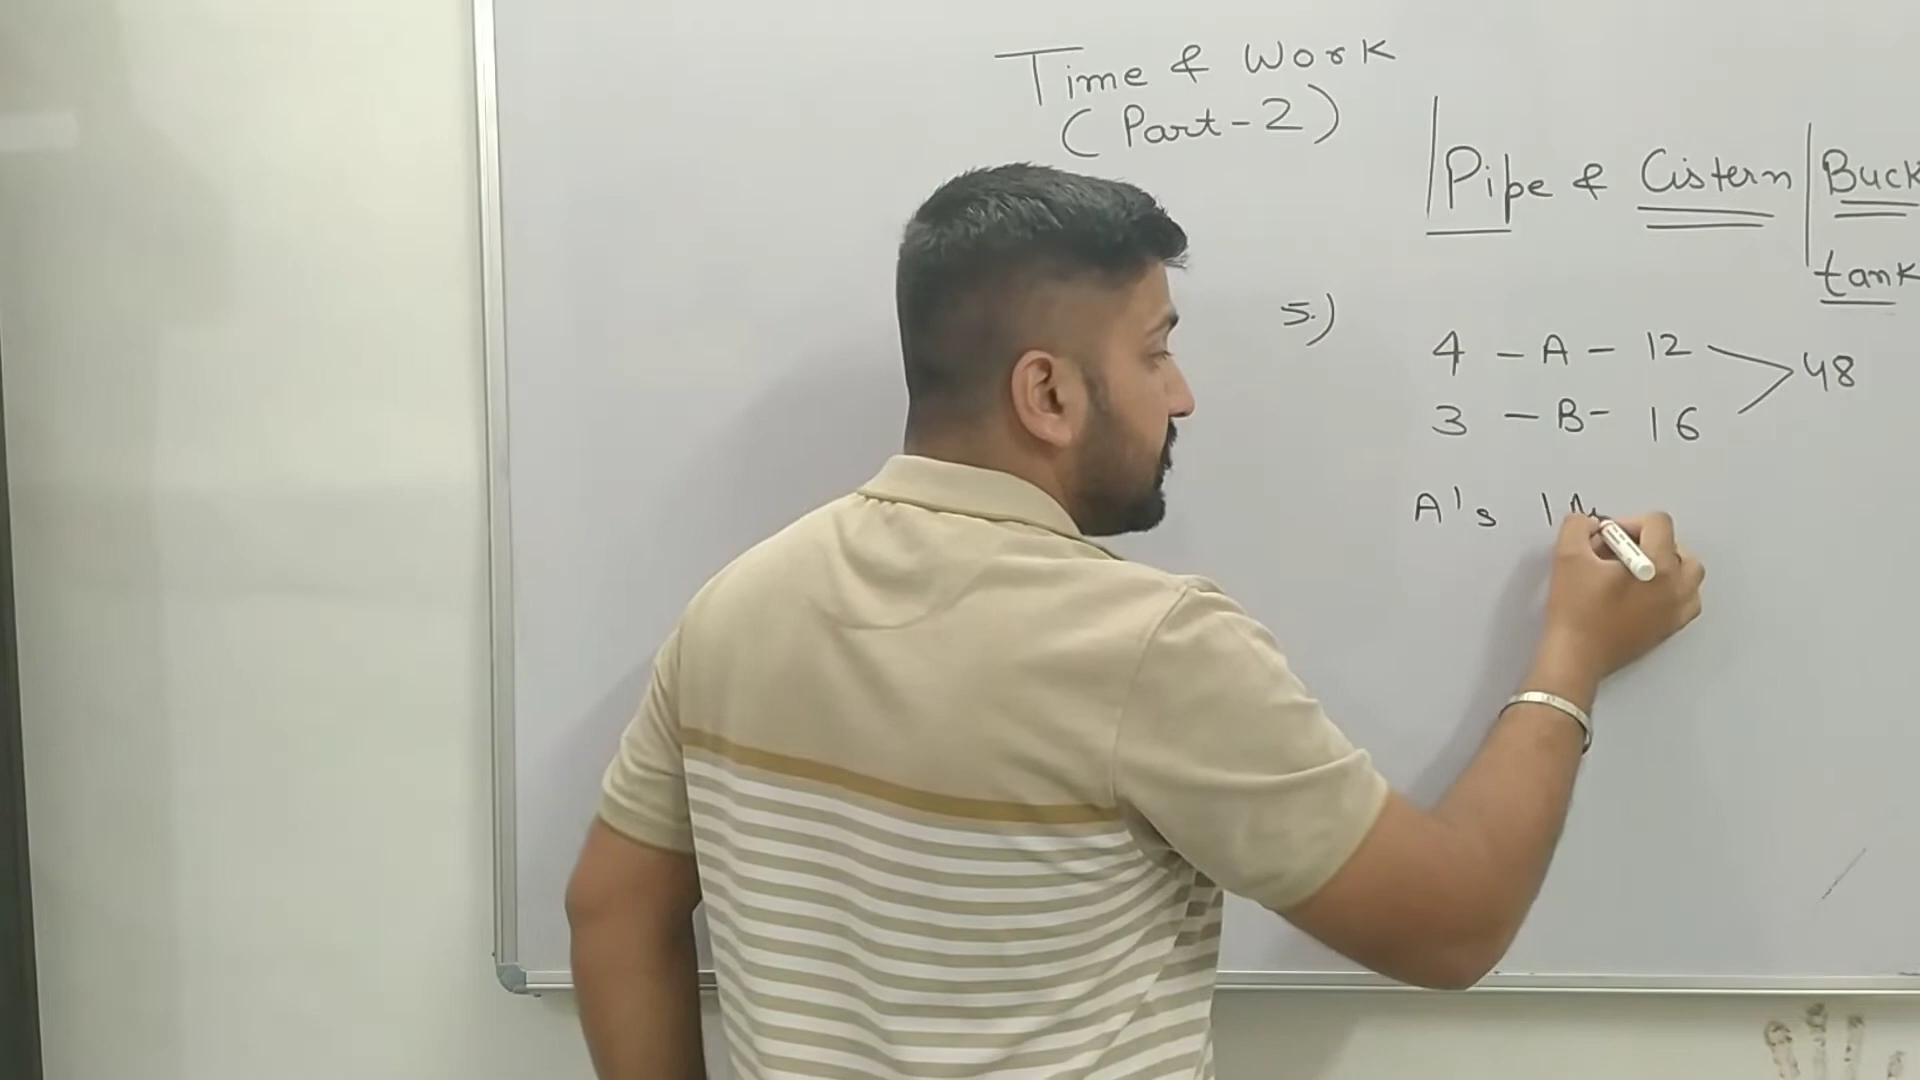 Time & Work
(Part-2)
Pipe & Cistern | Buck
tank
5.)
4 - A - 12
48
3 - B - 16
A's 1